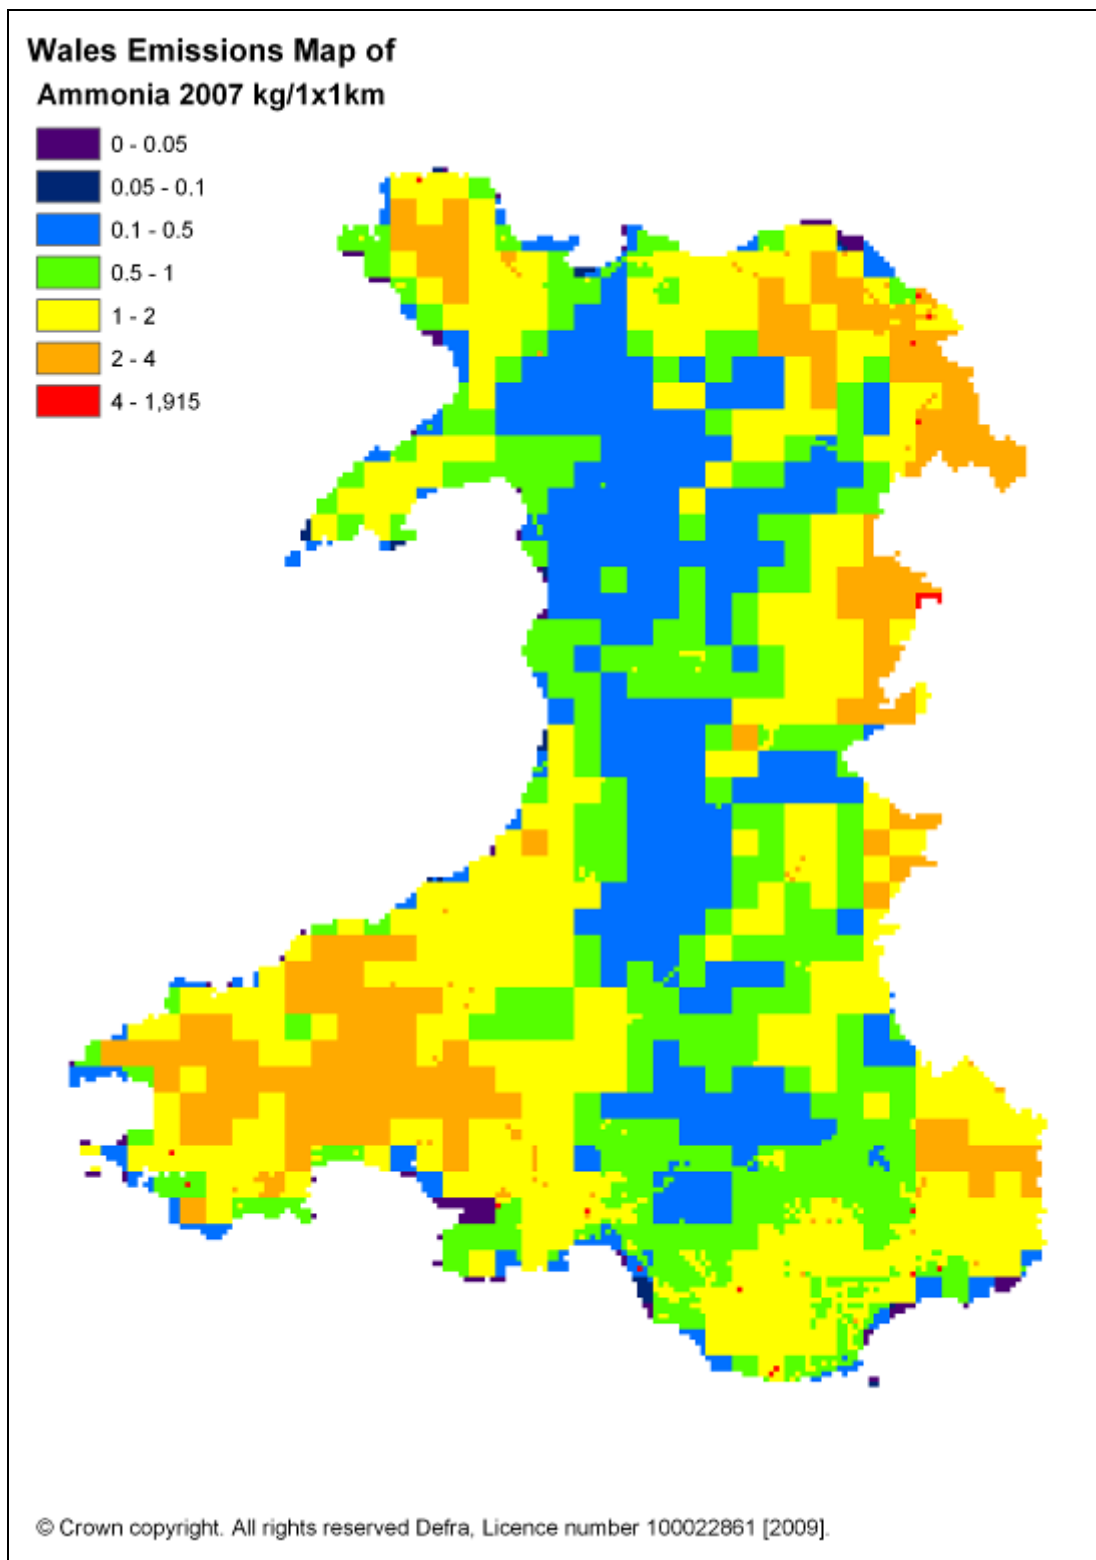 Wales Emissions Map of
Ammonia 2007 kg/1x1km
0 - 0.05
0.05 - 0.1
0.1 - 0.5
0.5 - 1
1 - 2
2 - 4
4 - 1,915
© Crown copyright. All rights reserved Defra, Licence number 100022861 [2009].